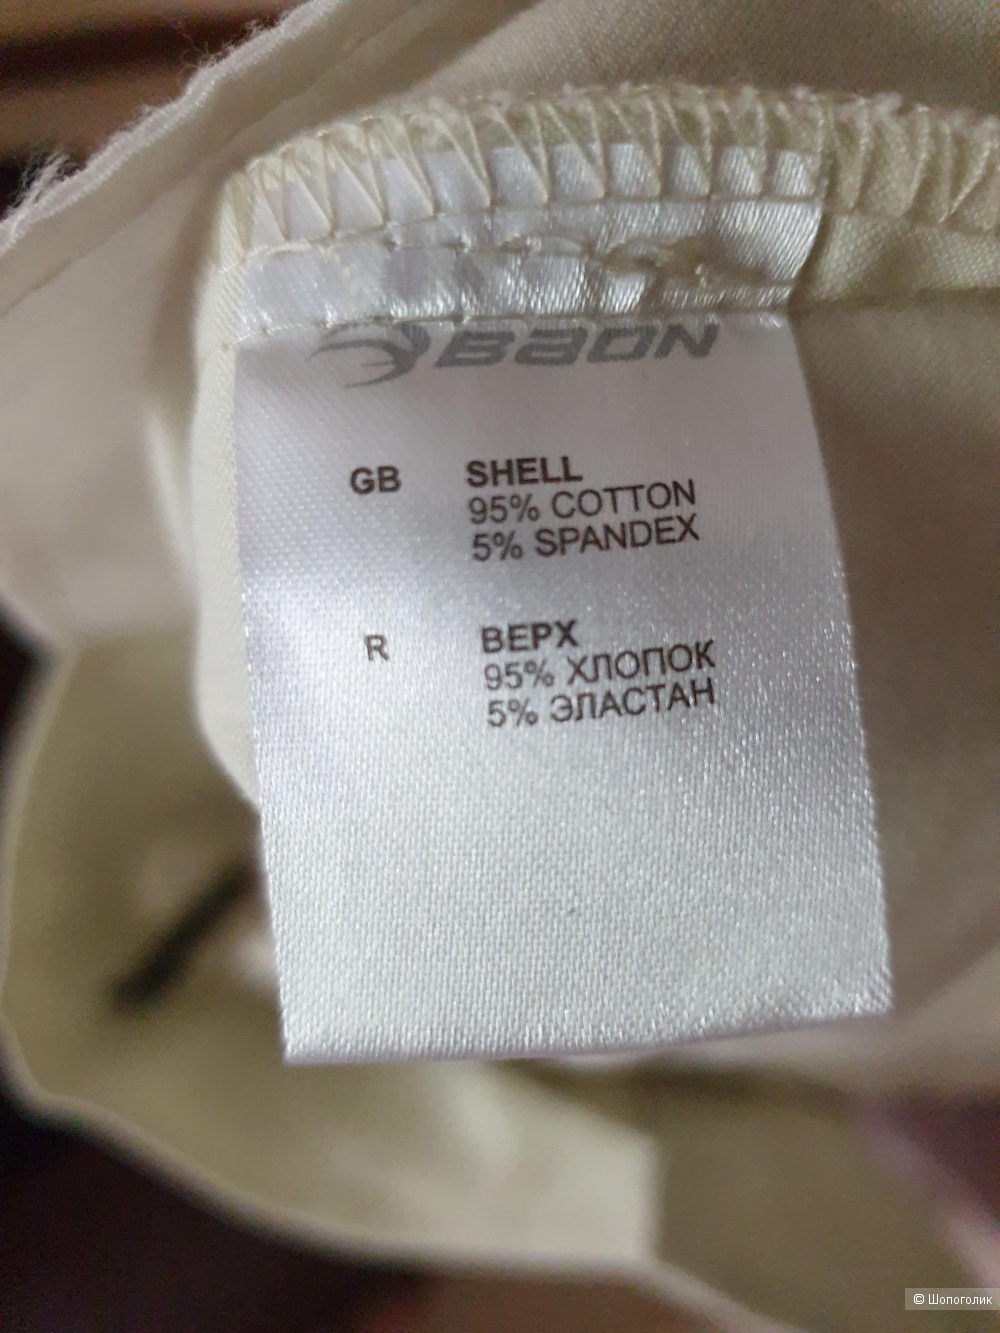 BAON
GB SHELL
95% COTTON
5% SPANDEX
R ВЕРХ
95% ХЛОПОК
5% ЭЛАСТАН
© Шопоголик